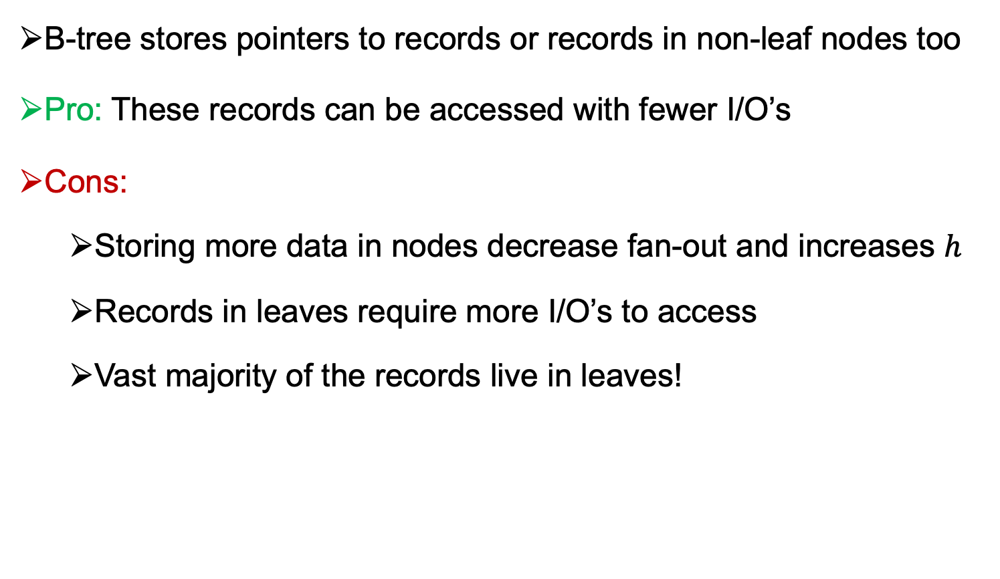 ➢B-tree stores pointers to records or records in non-leaf nodes too
➢Pro: These records can be accessed with fewer I/O’s
➢Cons:
➢Storing more data in nodes decrease fan-out and increases ℎ
➢Records in leaves require more I/O’s to access
➢Vast majority of the records live in leaves!